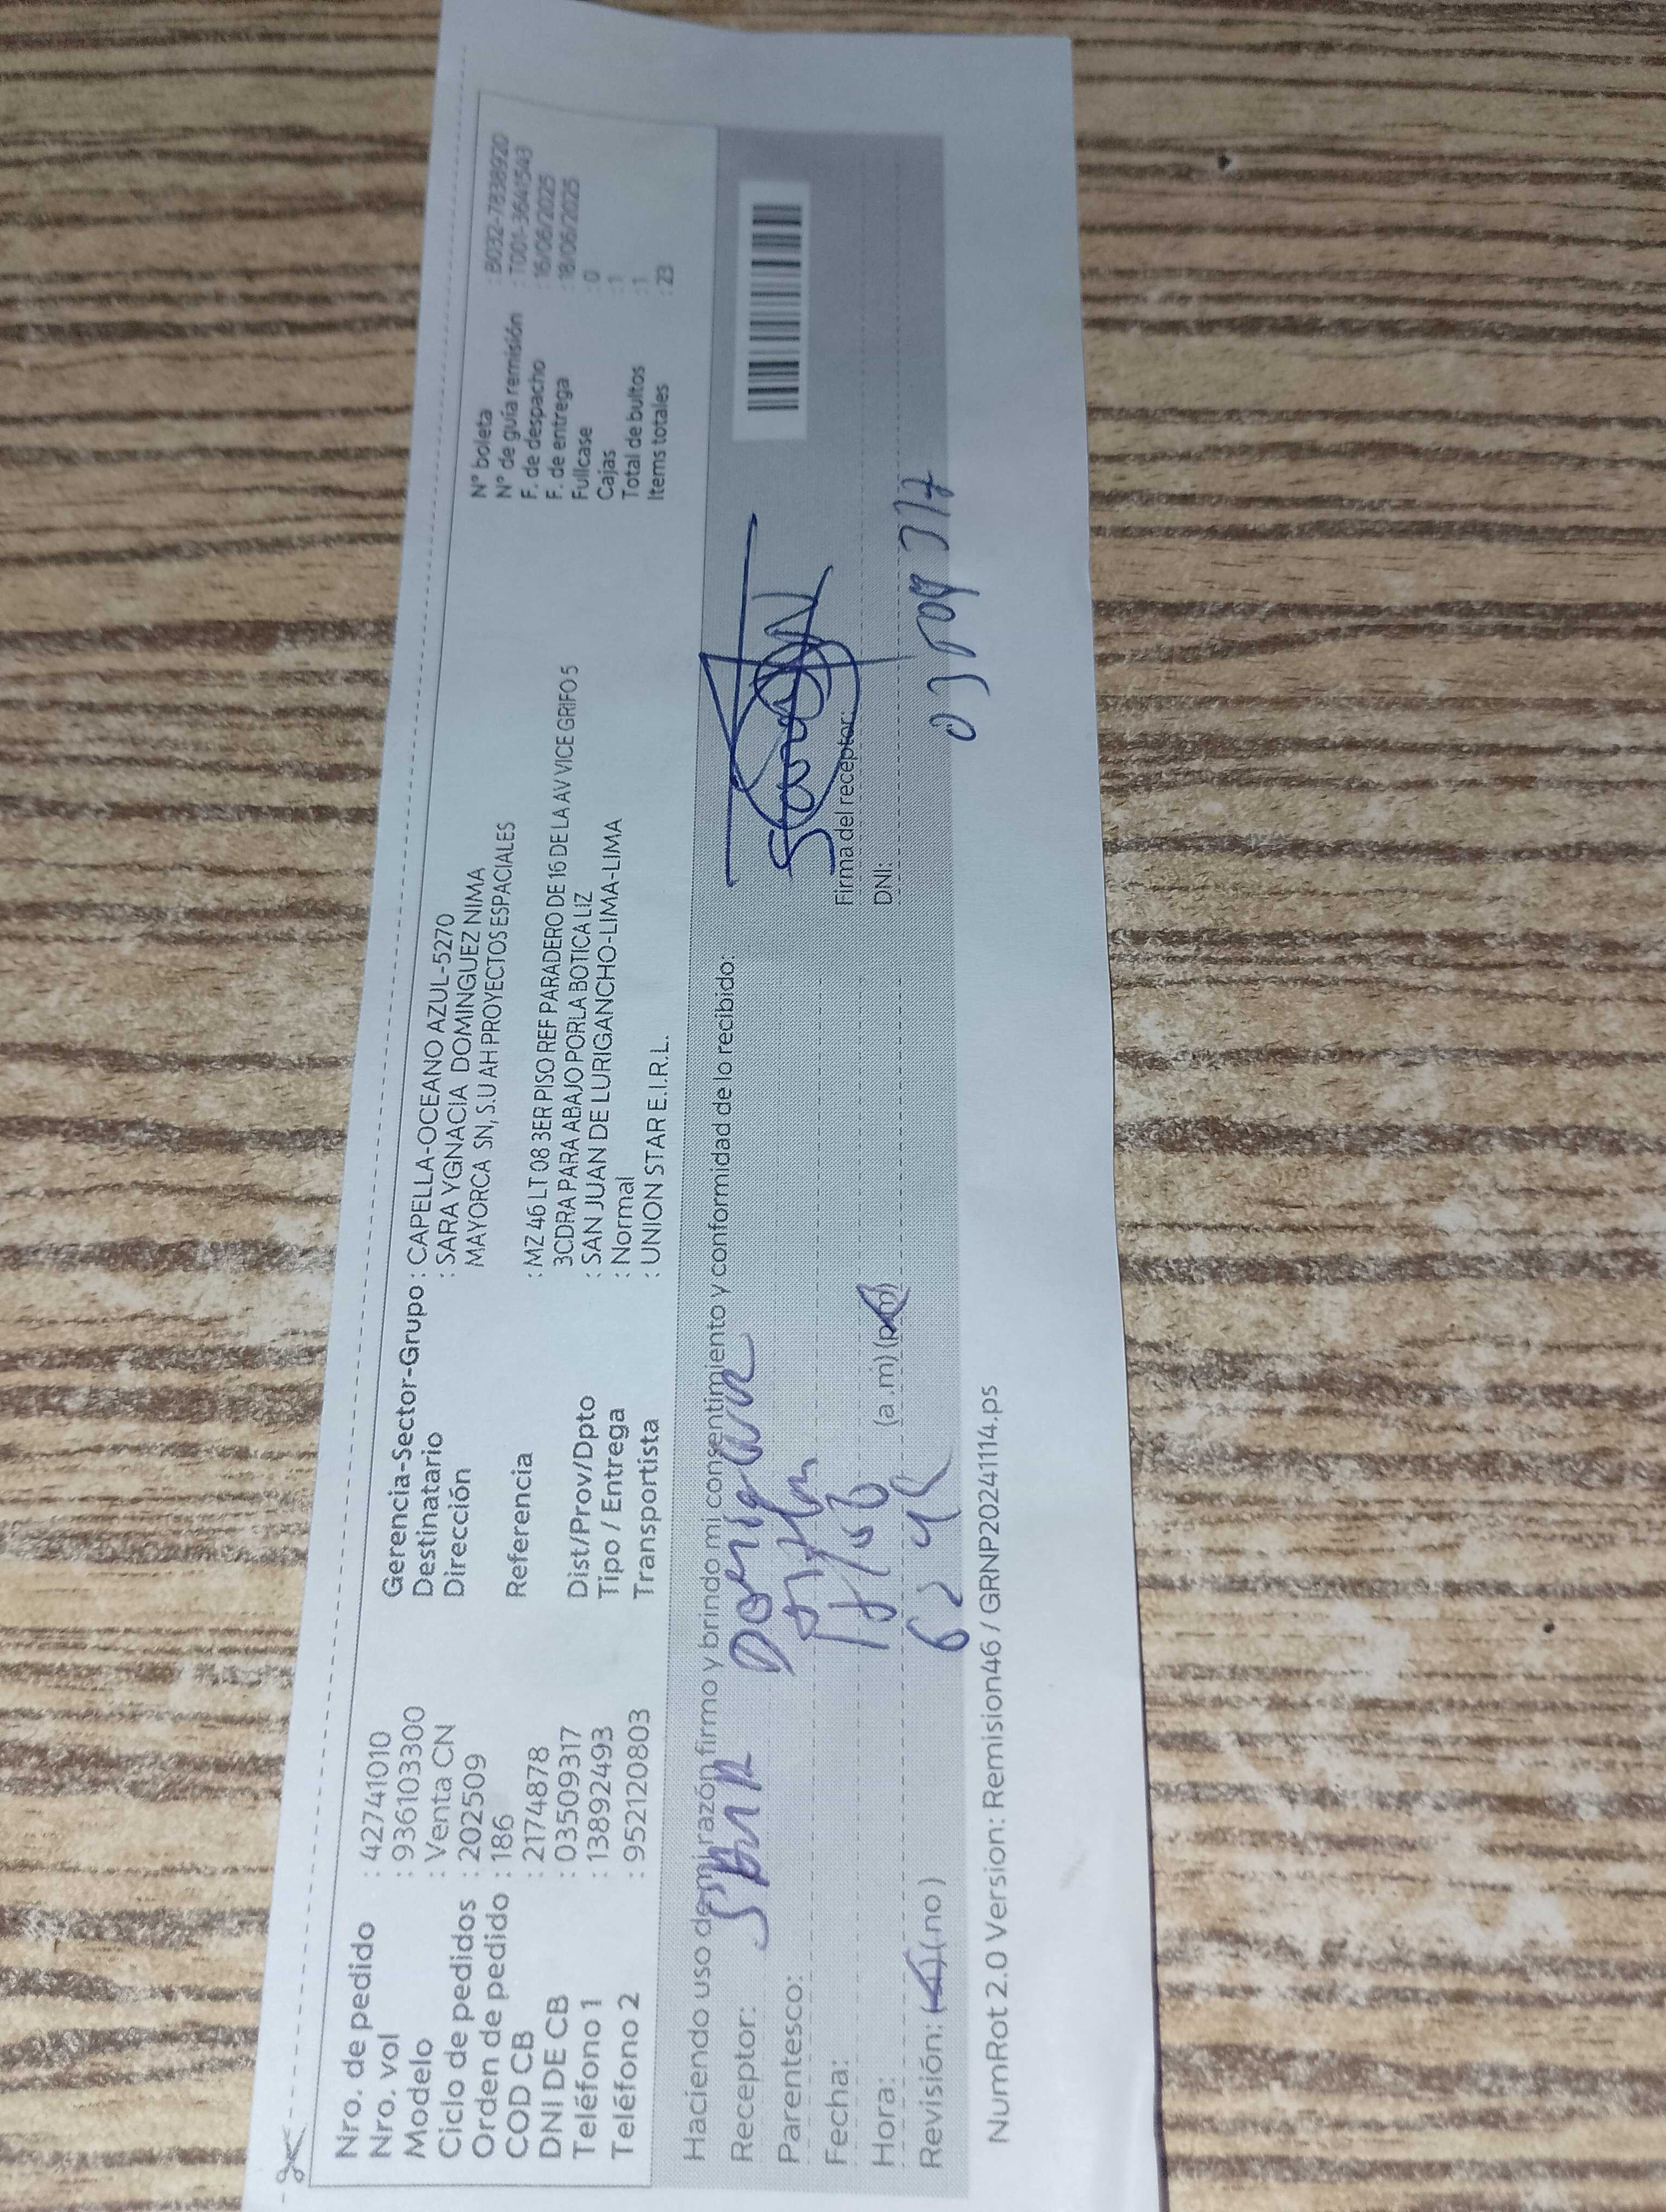 Nro. de pedido : 427741010
Nro. vol : 9361033300
Modelo : Venta CN
Ciclo de pedidos : 202509
Orden de pedido : 186
COD CB : 2174878
DNI DE CB : 03509317
Teléfono 1 : 13892493
Teléfono 2 : 952120803
Gerencia-Sector-Grupo : CAPELLA-OCEANO AZUL-5270
Destinatario : SARA YGNACIA DOMINGUEZ NIMA
Dirección MAYORCA SN, S.U AH PROYECTOS ESPACIALES
Referencia : MZ 46 LT 08 3ER PISO REF PARADERO DE 16 DE LA AV VICE GRIFO 5
3CDRA PARA ABAJO PORLA BOTICA LIZ
Dist/Prov/Dpto : SAN JUAN DE LURIGANCHO-LIMA-LIMA
Tipo / Entrega : Normal
Transportista : UNION STAR E.I.R.L.
N° boleta : B032-7838920
N° de guía remisión : T001-3641543
F. de despacho : 16/06/2025
F. de entrega : 18/06/2025
Fullcase : 0
Cajas : 1
Total de bultos : 1
Items totales : 23
Haciendo uso de mi razón firmo y brindo mi consentimiento y conformidad de lo recibido:
Receptor:
Parentesco:
Fecha:
Hora: (a.m) (p.m)
Revisión: (no)
Firma del receptor:
DNI:
NumRot 2.0 Version: Remision46 / GRNP20241114.ps